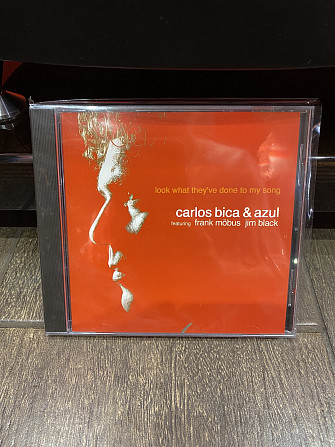 look what they've done to my song
carlos bica & azul
featuring frank möbus jim black